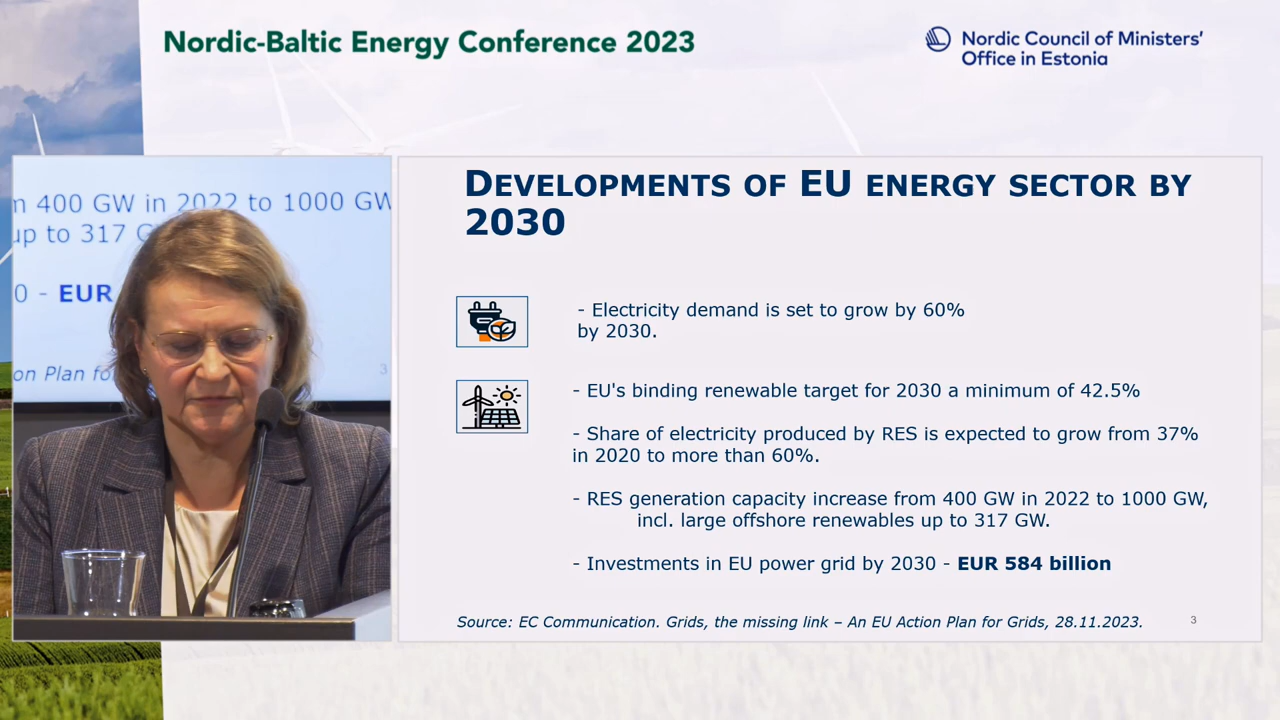 Nordic-Baltic Energy Conference 2023
Nordic Council of Ministers'
Office in Estonia
DEVELOPMENTS OF EU ENERGY SECTOR BY
2030
- Electricity demand is set to grow by 60%
by 2030.
- EU's binding renewable target for 2030 a minimum of 42.5%
- Share of electricity produced by RES is expected to grow from 37%
in 2020 to more than 60%.
- RES generation capacity increase from 400 GW in 2022 to 1000 GW,
incl. large offshore renewables up to 317 GW.
- Investments in EU power grid by 2030 - EUR 584 billion
Source: EC Communication. Grids, the missing link – An EU Action Plan for Grids, 28.11.2023.
3
400 GW in 2022 to 1000 GW
up to 317 G
0 - EUR
on Plan fo
3